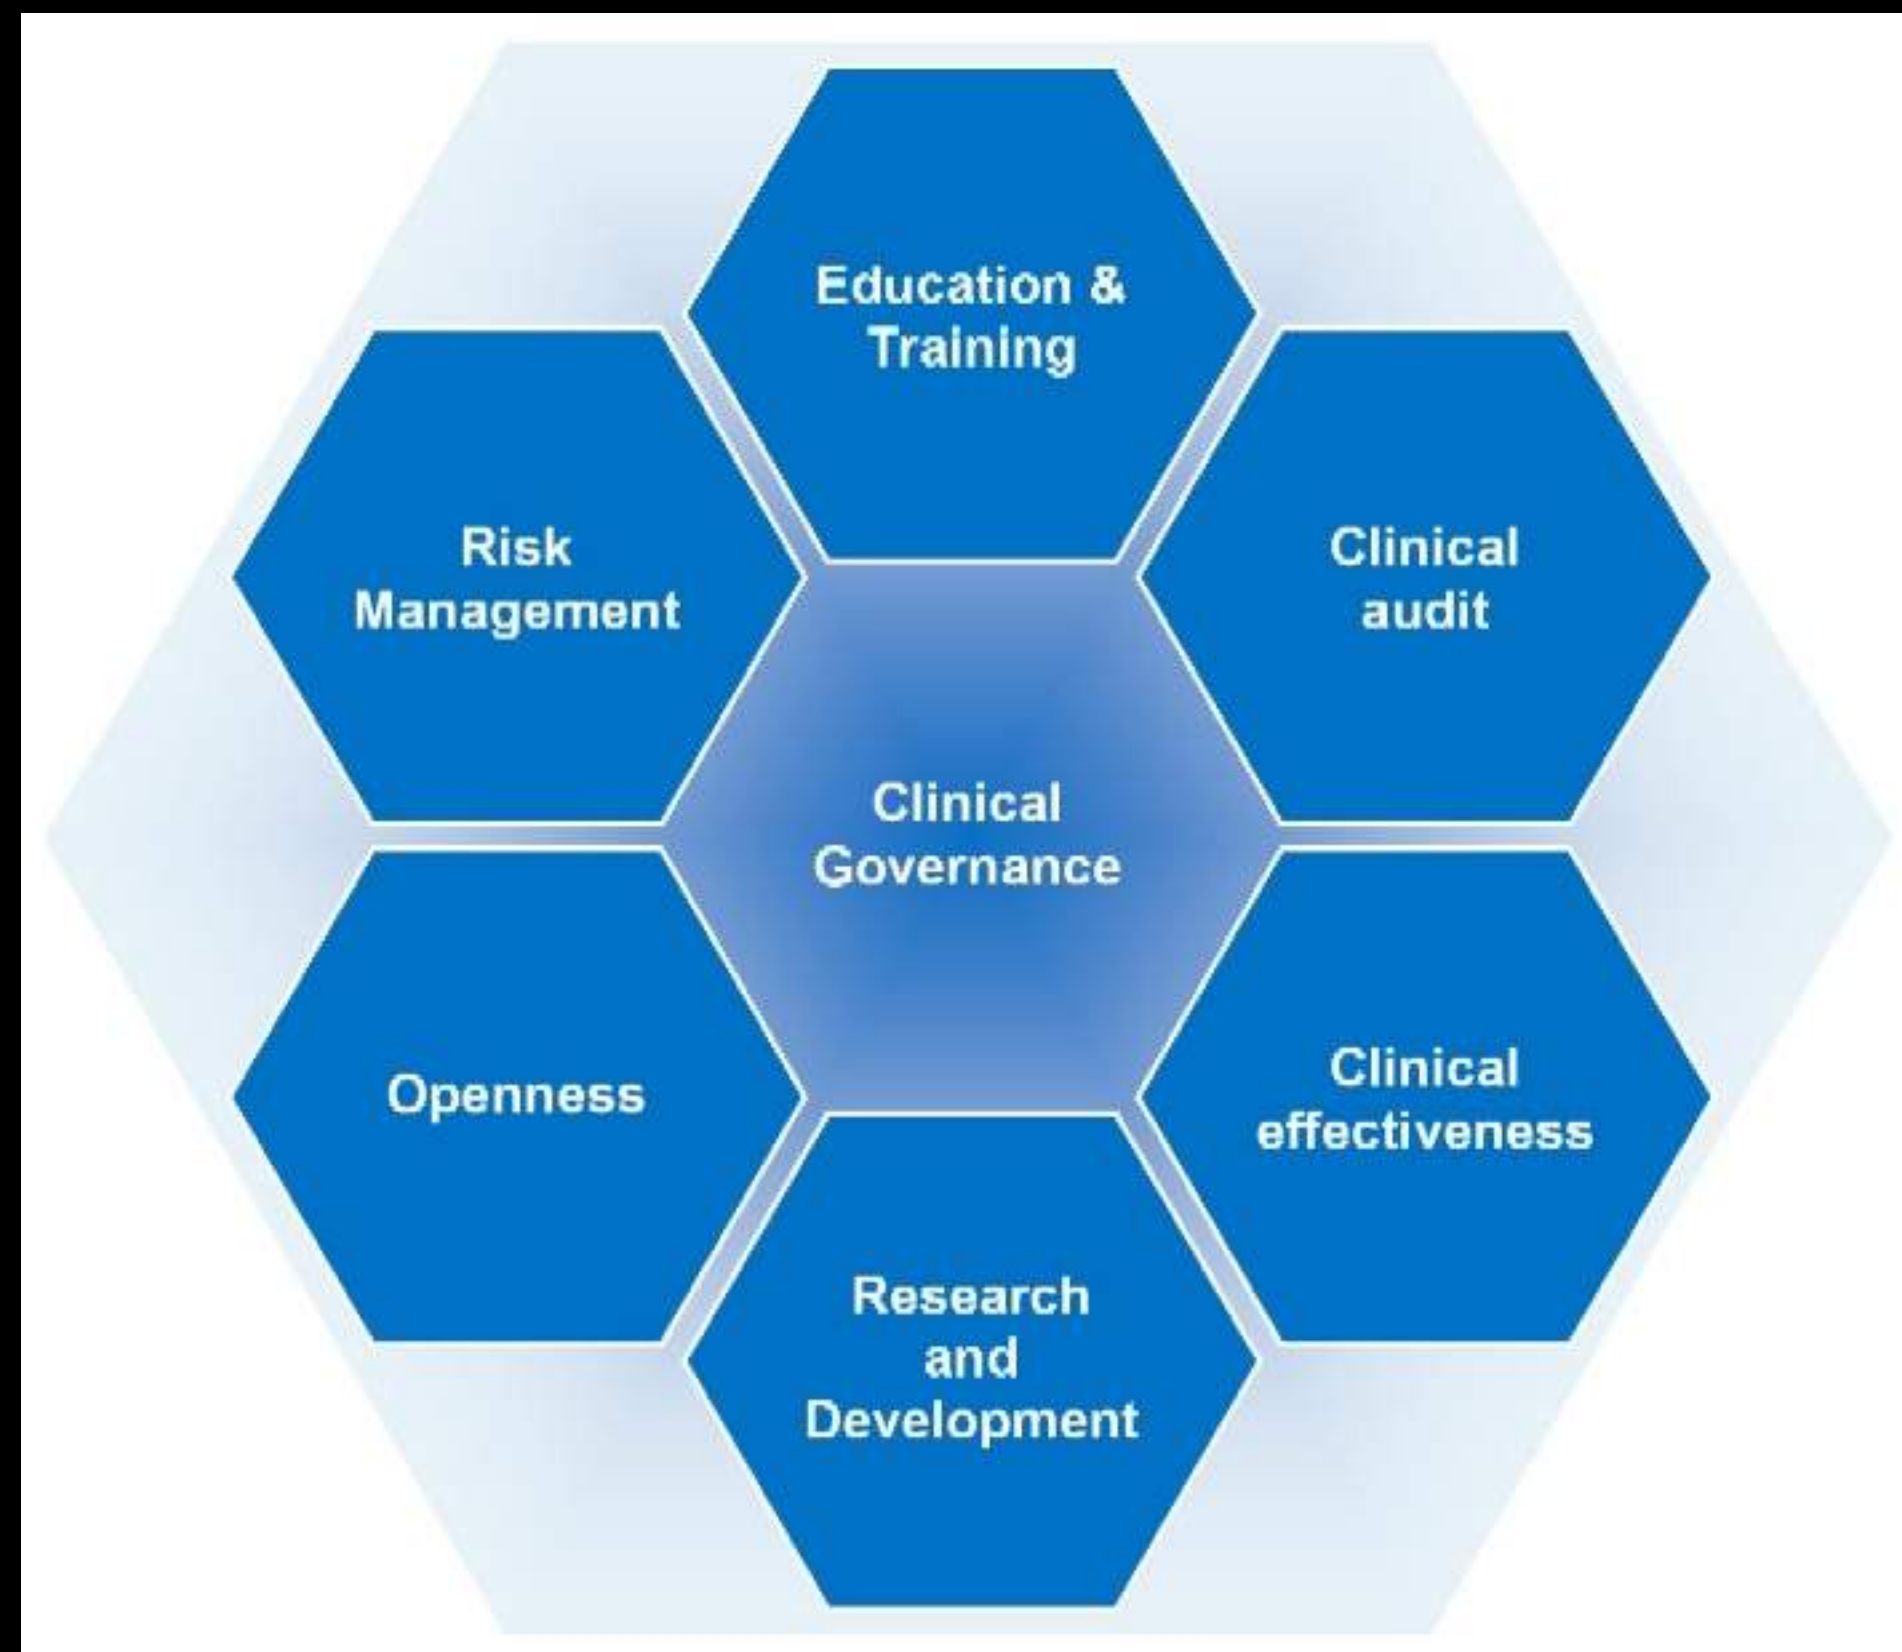 Education &
Training
Risk
Management
Clinical
audit
Clinical
Governance
Openness
Clinical
effectiveness
Research
and
Development